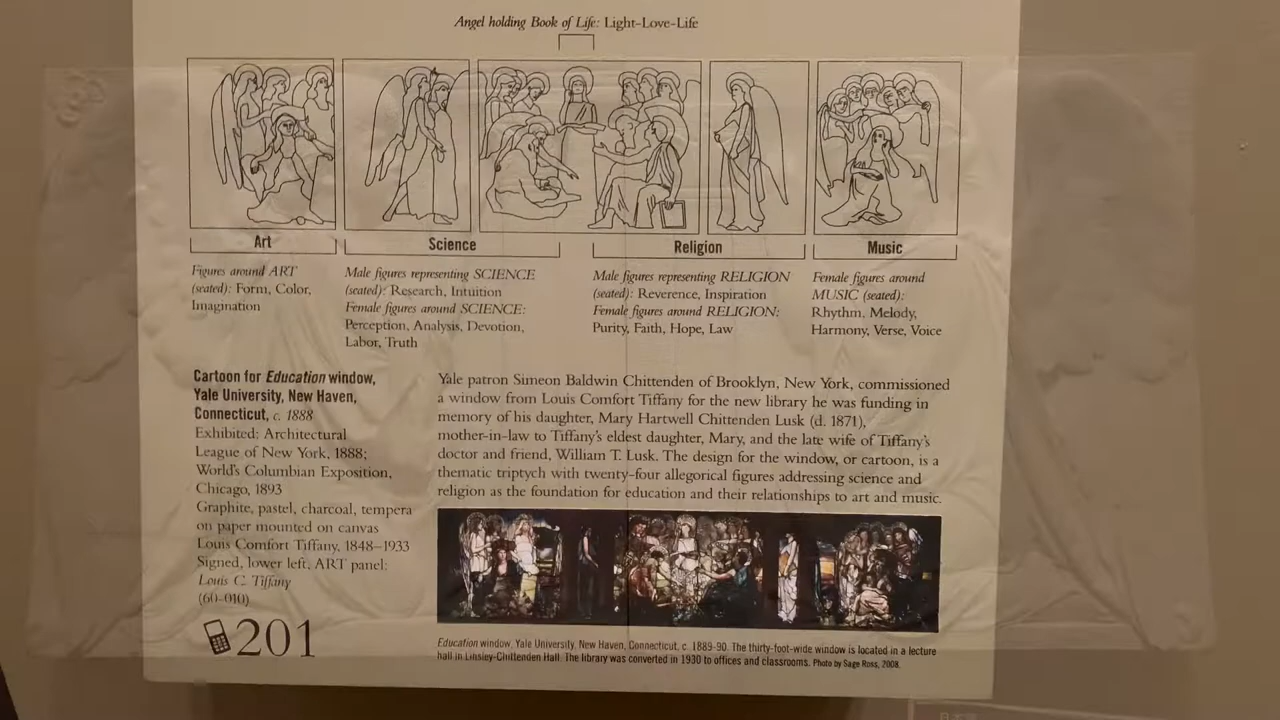 Angel holding Book of Life: Light-Love-Life
Art
Science
Religion
Music
Figures around ART
(seated): Form, Color,
Imagination
Male figures representing SCIENCE
(seated): Research, Intuition
Female figures around SCIENCE:
Perception, Analysis, Devotion,
Labor, Truth
Male figures representing RELIGION
(seated): Reverence, Inspiration
Female figures around RELIGION:
Purity, Faith, Hope, Law
Female figures around
MUSIC (seated):
Rhythm, Melody,
Harmony, Verse, Voice
Cartoon for Education window,
Yale University, New Haven,
Connecticut, c. 1888
Exhibited: Architectural
League of New York, 1888;
World's Columbian Exposition,
Chicago, 1893
Graphite, pastel, charcoal, tempera
on paper mounted on canvas
Louis Comfort Tiffany, 1848–1933
Signed, lower left, ART panel:
Louis C. Tiffany
(60-010)
201
Yale patron Simeon Baldwin Chittenden of Brooklyn, New York, commissioned
a window from Louis Comfort Tiffany for the new library he was funding in
memory of his daughter, Mary Hartwell Chittenden Lusk (d. 1871),
mother-in-law to Tiffany's eldest daughter, Mary, and the late wife of Tiffany's
doctor and friend, William T. Lusk. The design for the window, or cartoon, is a
thematic triptych with twenty-four allegorical figures addressing science and
religion as the foundation for education and their relationships to art and music.
Education window, Yale University, New Haven, Connecticut, c. 1889-90. The thirty-foot-wide window is located in a lecture
hall in Linsley-Chittenden Hall. The library was converted in 1930 to offices and classrooms. Photo by Sage Ross, 2008.